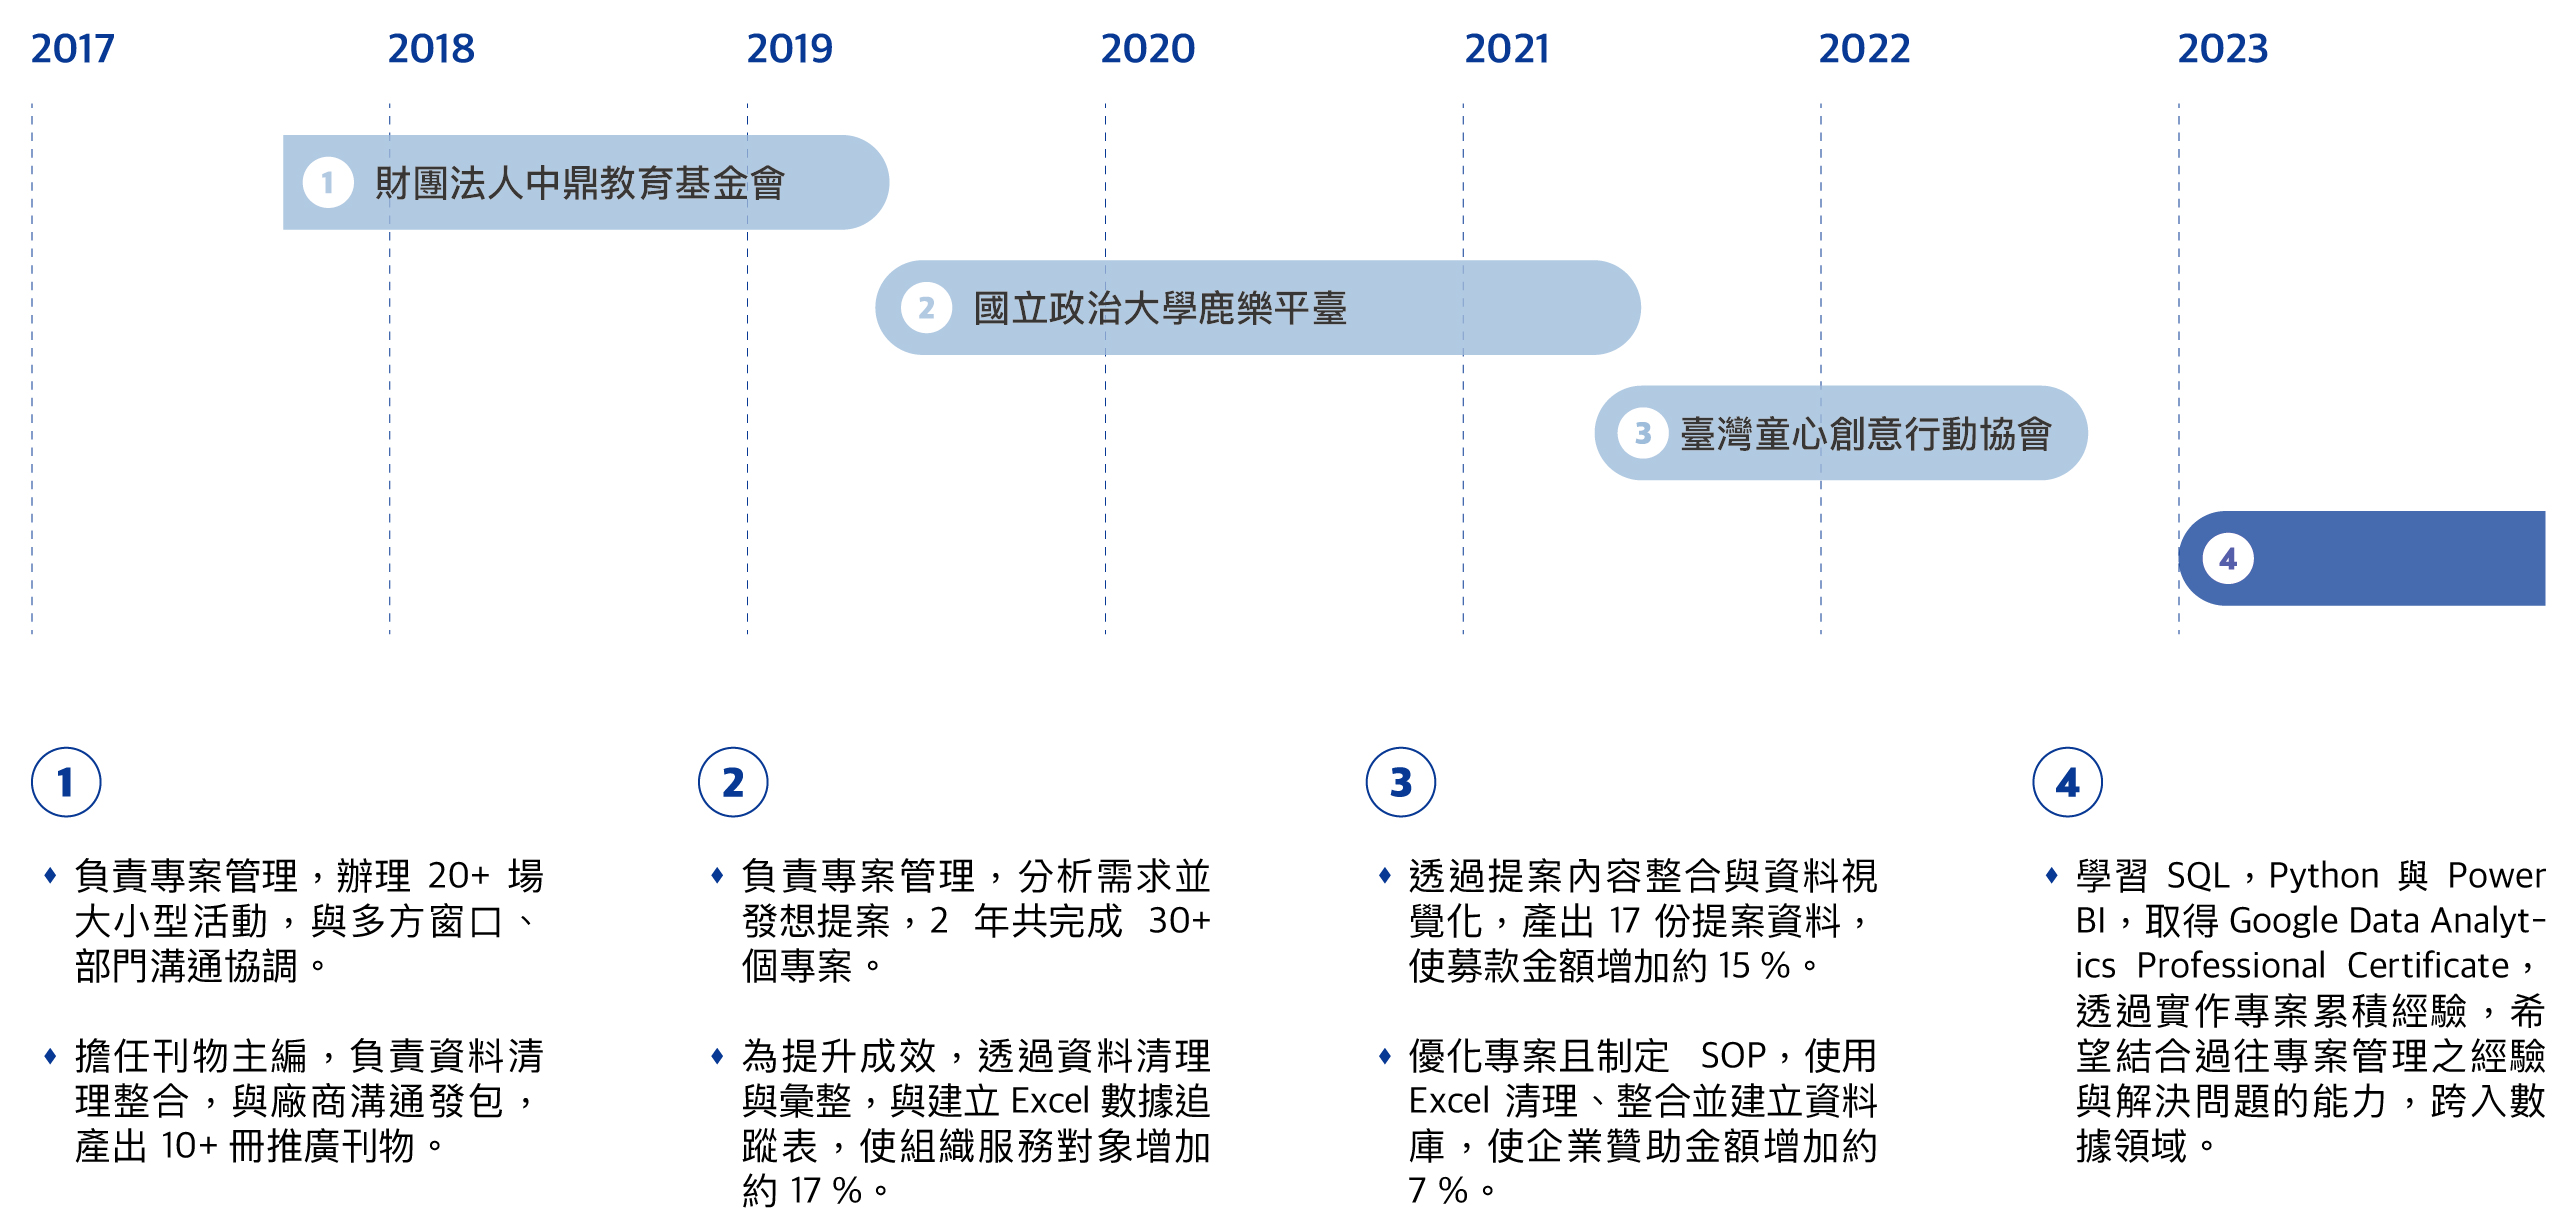 2017 2018 2019 2020 2021 2022 2023
1 財團法人中鼎教育基金會
2 國立政治大學鹿樂平臺
3 臺灣童心創意行動協會
4
1
負責專案管理，辦理 20+ 場
大小型活動，與多方窗口、
部門溝通協調。
擔任刊物主編，負責資料清
理整合，與廠商溝通發包，
產出 10+ 冊推廣刊物。
2
負責專案管理，分析需求並
發想提案，2 年共完成 30+
個專案。
為提升成效，透過資料清理
與彙整，與建立 Excel 數據追
蹤表，使組織服務對象增加
約 17 %。
3
透過提案內容整合與資料視
覺化，產出 17 份提案資料，
使募款金額增加約 15 %。
優化專案且制定 SOP，使用
Excel 清理、整合並建立資料
庫，使企業贊助金額增加約
7 %。
4
學習 SQL，Python 與 Power
BI，取得 Google Data Analyt-
ics Professional Certificate，
透過實作專案累積經驗，希
望結合過往專案管理之經驗
與解決問題的能力，跨入數
據領域。